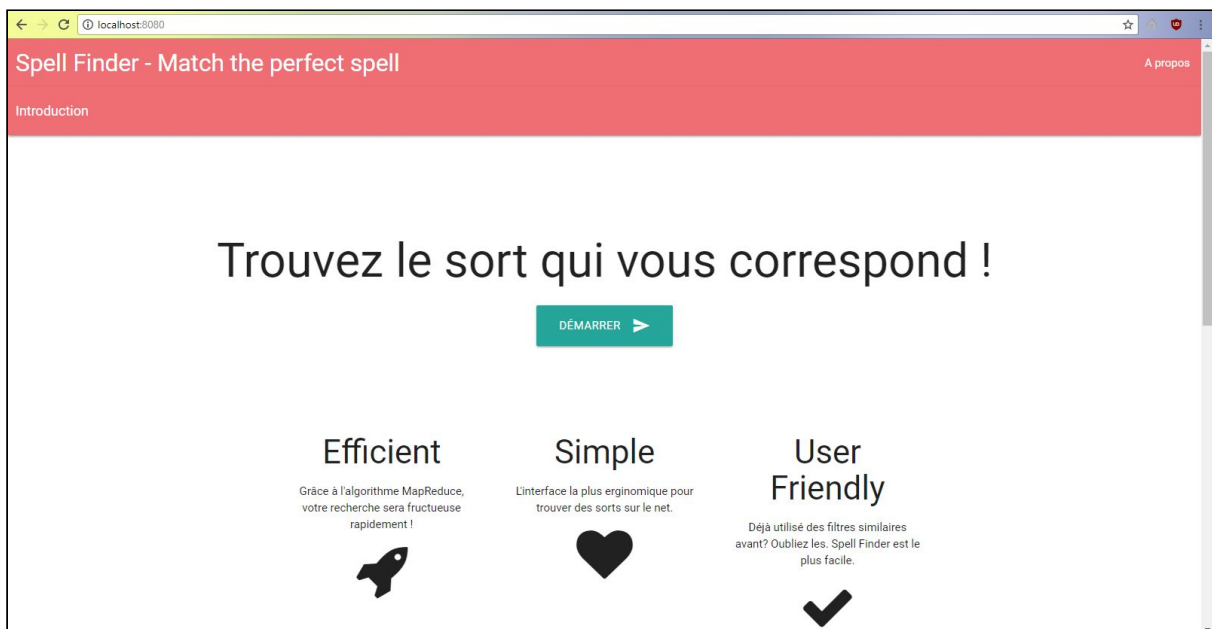 localhost:8080
Spell Finder - Match the perfect spell
A propos
Introduction
Trouvez le sort qui vous correspond !
DÉMARRER
Efficient
Grâce à l'algorithme MapReduce,
votre recherche sera fructueuse
rapidement !
Simple
L'interface la plus erginomique pour
trouver des sorts sur le net.
User
Friendly
Déjà utilisé des filtres similaires
avant? Oubliez les. Spell Finder est le
plus facile.